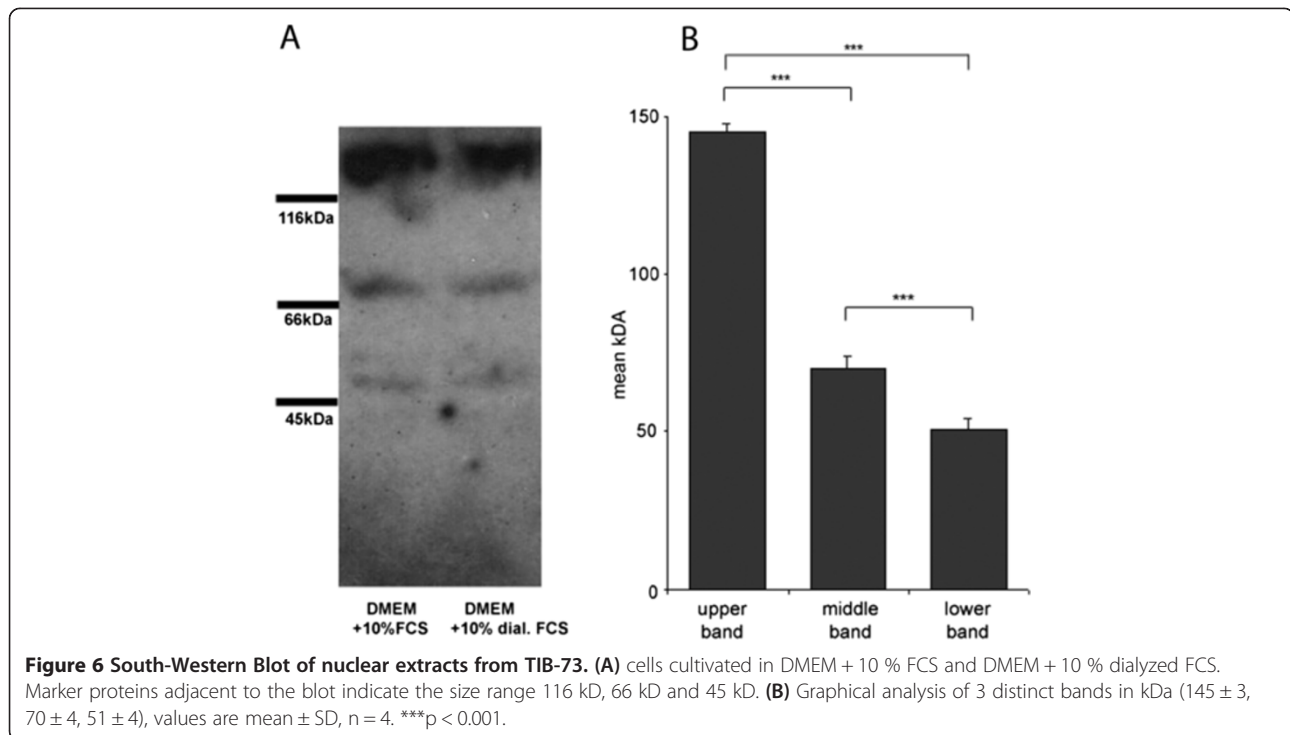 A
B
116kDa
66kDa
45kDa
DMEM
+10%FCS
DMEM
+10% dial. FCS
***
***
***
150
100
50
0
mean kDA
upper
band
middle
band
lower
band
Figure 6 South-Western Blot of nuclear extracts from TIB-73. (A) cells cultivated in DMEM + 10 % FCS and DMEM + 10 % dialyzed FCS.
Marker proteins adjacent to the blot indicate the size range 116 kD, 66 kD and 45 kD. (B) Graphical analysis of 3 distinct bands in kDa (145 ± 3,
70 ± 4, 51 ± 4), values are mean ± SD, n = 4. ***p < 0.001.